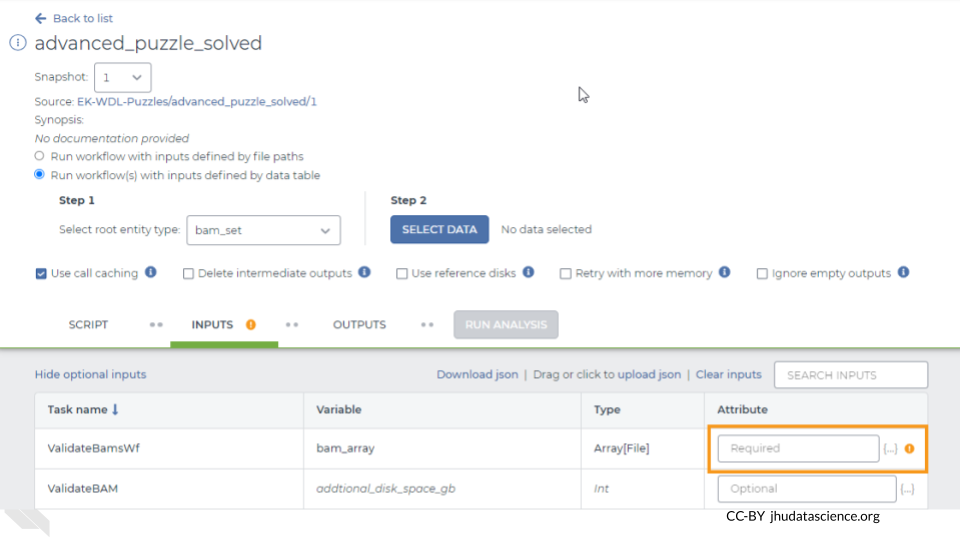 Back to list
advanced_puzzle_solved
Snapshot: 1
Source: EK-WDL-Puzzles/advanced_puzzle_solved/1
Synopsis:
No documentation provided
Run workflow with inputs defined by file paths
Run workflow(s) with inputs defined by data table
Step 1 Step 2
Select root entity type: bam_set SELECT DATA No data selected
Use call caching Delete intermediate outputs Use reference disks Retry with more memory Ignore empty outputs
SCRIPT INPUTS OUTPUTS RUN ANALYSIS
Hide optional inputs Download json | Drag or click to upload json | Clear inputs SEARCH INPUTS
Task name Variable Type Attribute
ValidateBamsWf bam_array Array[File] Required {...}
ValidateBAM addtional_disk_space_gb Int Optional {...}
CC-BY jhudatascience.org